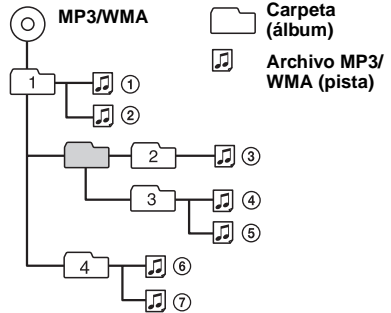 MP3/WMA
Carpeta
(álbum)
Archivo MP3/
WMA (pista)
1
①
②
2
③
3
④
⑤
4
⑥
⑦